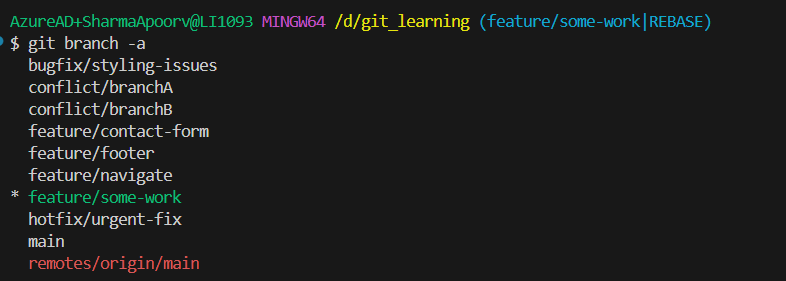 AzureAD+SharmaApoorv@LI1093 MINGW64 /d/git_learning (feature/some-work|REBASE)
$ git branch -a
  bugfix/styling-issues
  conflict/branchA
  conflict/branchB
  feature/contact-form
  feature/footer
  feature/navigate
* feature/some-work
  hotfix/urgent-fix
  main
  remotes/origin/main